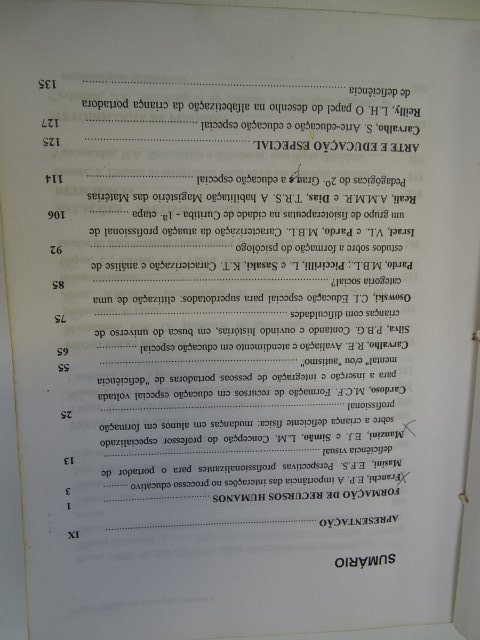 SUMÁRIO
APRESENTAÇÃO ........ IX
FORMAÇÃO DE RECURSOS HUMANOS ........ 1
Franchi, E.P. A importância das interações no processo educativo ........ 3
Masini, E.F.S. Perspectivas profissionalizantes para o portador de
deficiência visual ........ 13
Manzini, E.J. e Simão, L.M. Concepção do professor especializado
sobre a criança deficiente física: mudanças em alunos em formação
profissional ........ 25
Cardoso, M.C.F. Formação de recursos em educação especial voltada
para a inserção e integração de pessoas portadoras de "deficiência
mental" e/ou "autismo" ........ 55
Carvalho, R.E. Avaliação e atendimento em educação especial ........ 65
Silva, P.B.G. Contando e ouvindo histórias, em busca do universo de
crianças com dificuldades ........ 75
Ososwki, C.I. Educação especial para superdotados: elitização de uma
categoria social? ........ 85
Pardo, M.B.L.; Piccirilli, L. e Sasaki, K.T. Caracterização e análise de
estudos sobre a formação do psicólogo ........ 92
Israel, V.L. e Pardo, M.B.L. Caracterização da atuação profissional de
um grupo de fisioterapeutas na cidade de Curitiba - 1ª etapa ........ 106
Reali, A.M.M.R. e Dias, T.R.S. A habilitação Magistério das Matérias
Pedagógicas do 2º. Grau e a educação especial ........ 114
ARTE E EDUCAÇÃO ESPECIAL ........ 125
Carvalho, S. Arte-educação e educação especial ........ 127
Reilly, L.H. O papel do desenho na alfabetização da criança portadora
de deficiência ........ 135